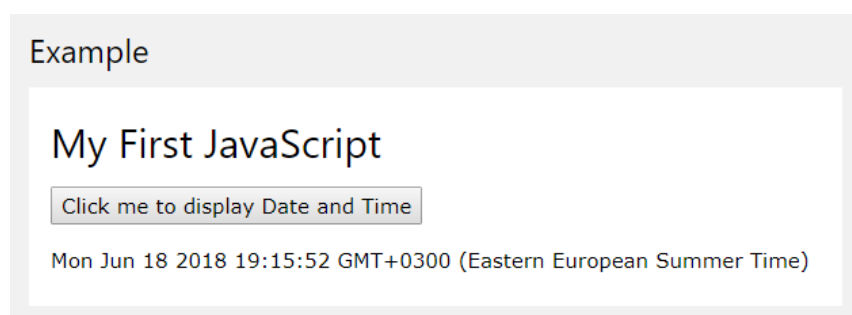 Example
My First JavaScript
Click me to display Date and Time
Mon Jun 18 2018 19:15:52 GMT+0300 (Eastern European Summer Time)